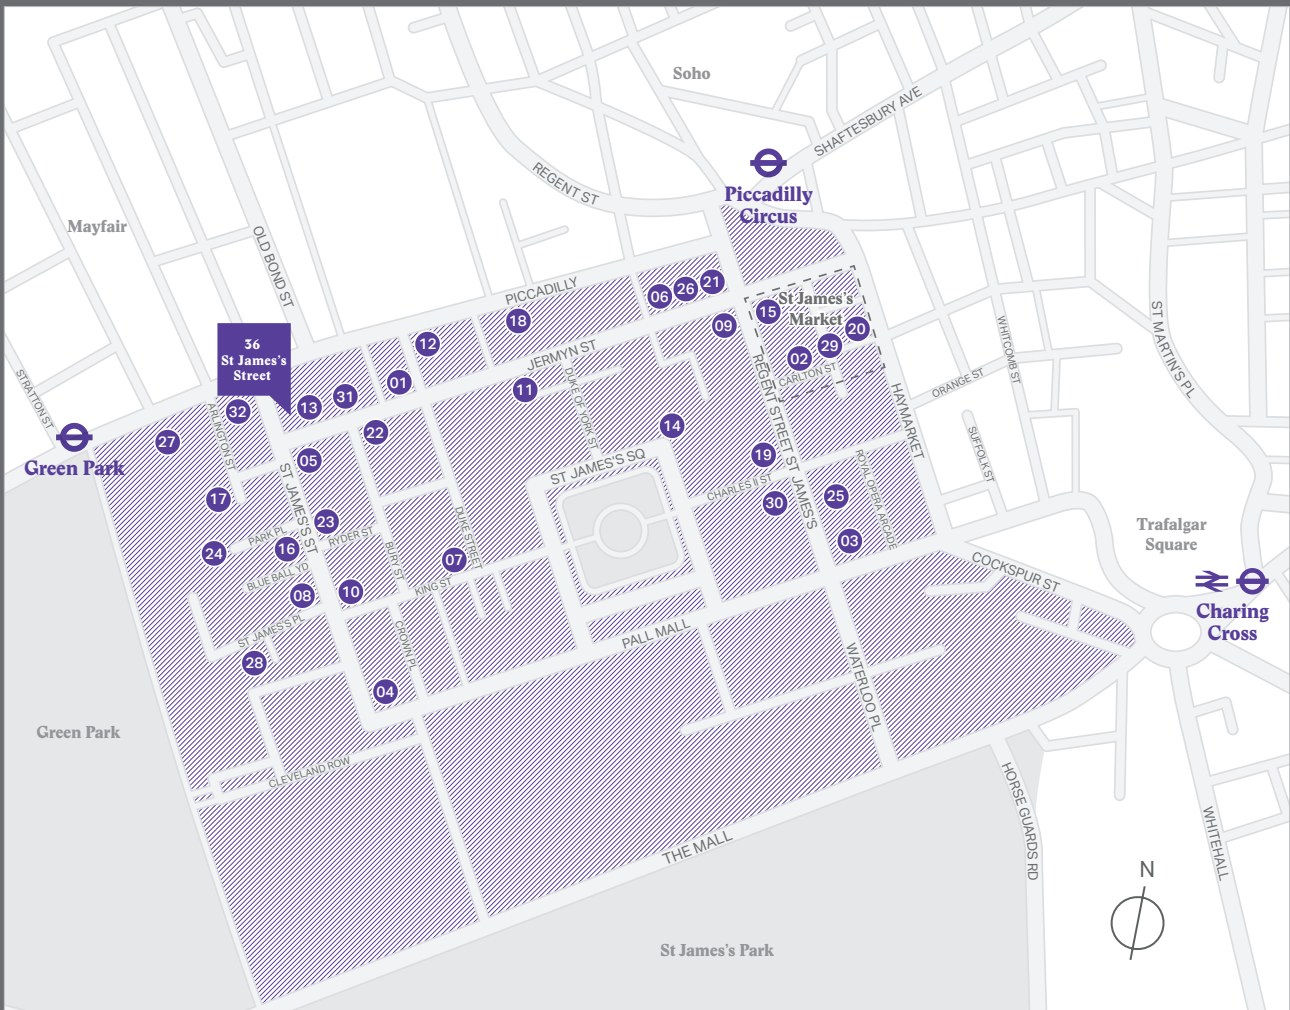 Soho
SHAFTESBURY AVE
REGENT ST
Piccadilly
Circus
Mayfair
OLD BOND ST
PICCADILLY
21
26
06
18
09
15
St James's
Market
20
29
02
CARLTON ST
12
JERMYN ST
36
St James's
Street
01
31
13
11
DUKE OF YORK ST
REGENT STREET ST JAMES'S
HAYMARKET
ORANGE ST
WHITCOMB ST
ST MARTIN'S PL
STRATTON ST
32
ARLINGTON ST
27
22
14
Green Park
05
ST JAMES'S ST
ST JAMES'S SQ
19
SUFFOLK ST
17
CHARLES II ST
30
25
ROYAL OPERA ARCADE
23
PARK PL
RYDER ST
DUKE STREET
24
16
03
BLUE BALL YD
BURY ST
07
KING ST
Trafalgar
Square
COCKSPUR ST
08
10
Charing
Cross
ST JAMES'S PL
CROWN PL
PALL MALL
28
04
WATERLOO PL
Green Park
CLEVELAND ROW
HORSE GUARDS RD
WHITEHALL
THE MALL
N
St James's Park